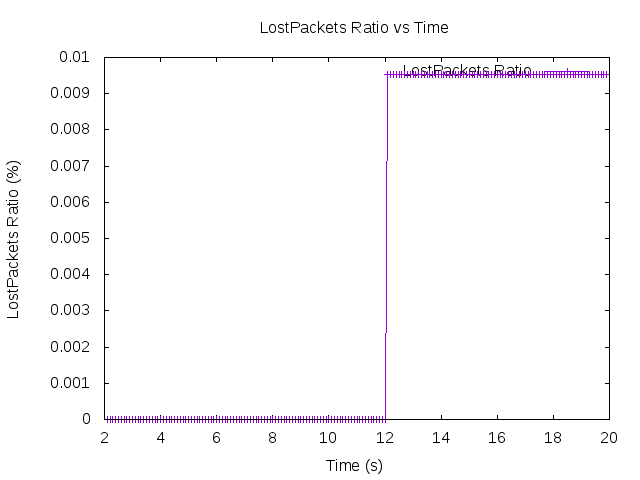 LostPackets Ratio vs Time
LostPackets Ratio
0.01
0.009
0.008
0.007
0.006
0.005
0.004
0.003
0.002
0.001
0
LostPackets Ratio (%)
2 4 6 8 10 12 14 16 18 20
Time (s)